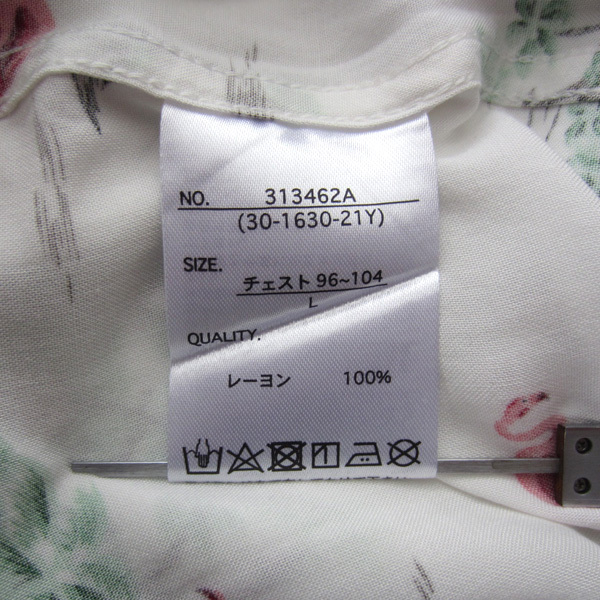 NO. 313462A
(30-1630-21Y)
SIZE.
チェスト 96~104
L
QUALITY.
レーヨン 100%